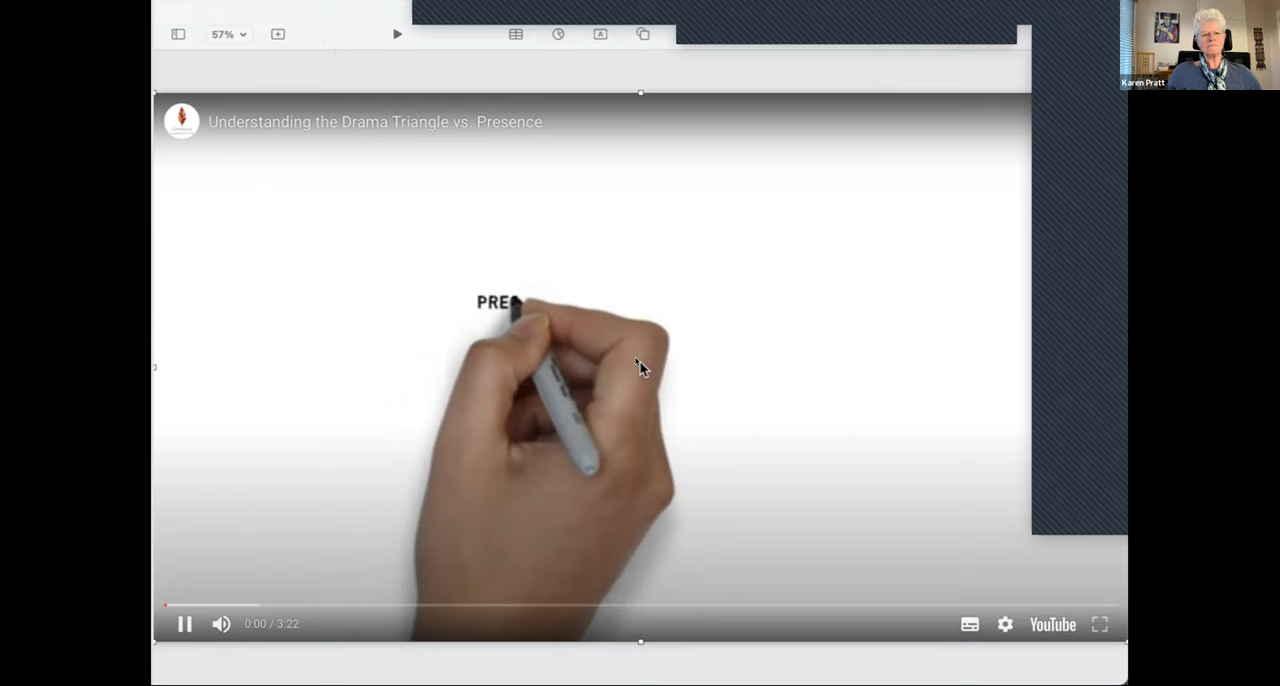 57%
Karen Pratt
Understanding the Drama Triangle vs. Presence
PRE
0:00 / 3:22
YouTube